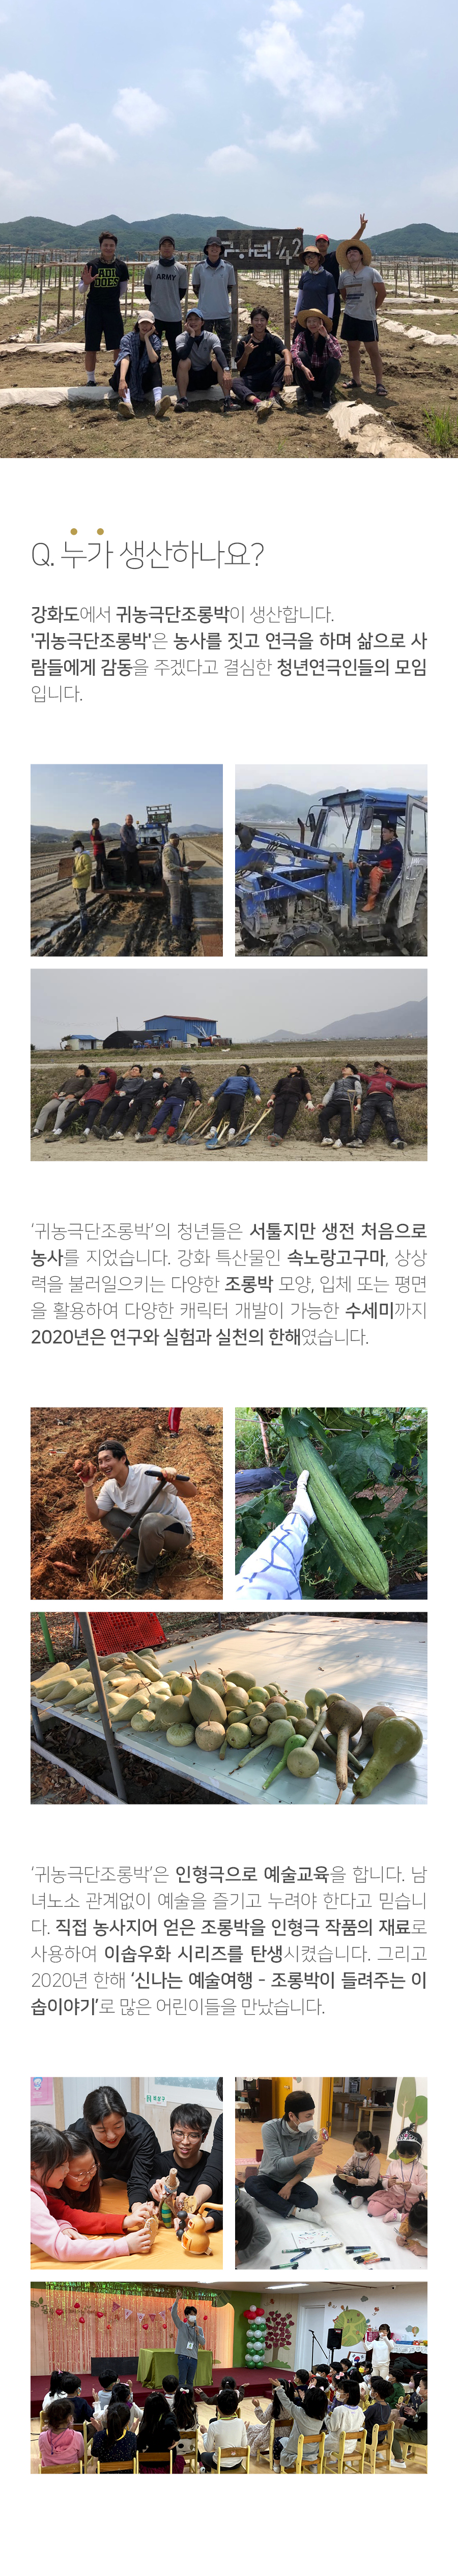 구하리742
ARMY
Q. 누가 생산하나요?
강화도에서 귀농극단조롱박이 생산합니다.
'귀농극단조롱박'은 농사를 짓고 연극을 하며 삶으로 사
람들에게 감동을 주겠다고 결심한 청년연극인들의 모임
입니다.
‘귀농극단조롱박’의 청년들은 서툴지만 생전 처음으로
농사를 지었습니다. 강화 특산물인 속노랑고구마, 상상
력을 불러일으키는 다양한 조롱박 모양, 입체 또는 평면
을 활용하여 다양한 캐릭터 개발이 가능한 수세미까지
2020년은 연구와 실험과 실천의 한해였습니다.
‘귀농극단조롱박’은 인형극으로 예술교육을 합니다. 남
녀노소 관계없이 예술을 즐기고 누려야 한다고 믿습니
다. 직접 농사지어 얻은 조롱박을 인형극 작품의 재료로
사용하여 이솝우화 시리즈를 탄생시켰습니다. 그리고
2020년 한해 ‘신나는 예술여행 - 조롱박이 들려주는 이
솝이야기’로 많은 어린이들을 만났습니다.